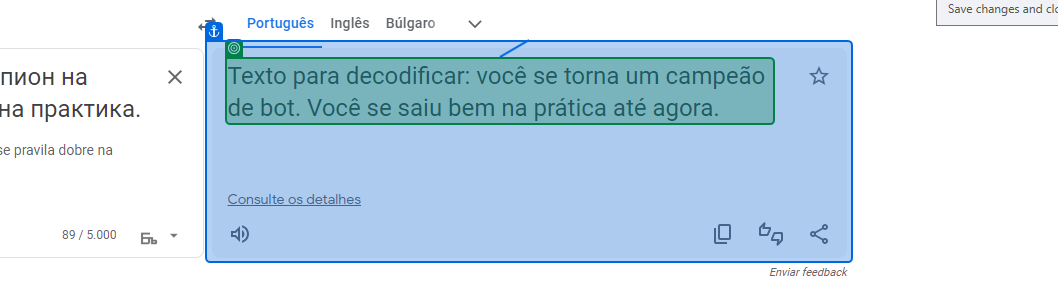 Português Inglês Búlgaro
Save changes and clo
пион на
на практика.
se pravila dobre na
89 / 5.000
Texto para decodificar: você se torna um campeão
de bot. Você se saiu bem na prática até agora.
Consulte os detalhes
Enviar feedback